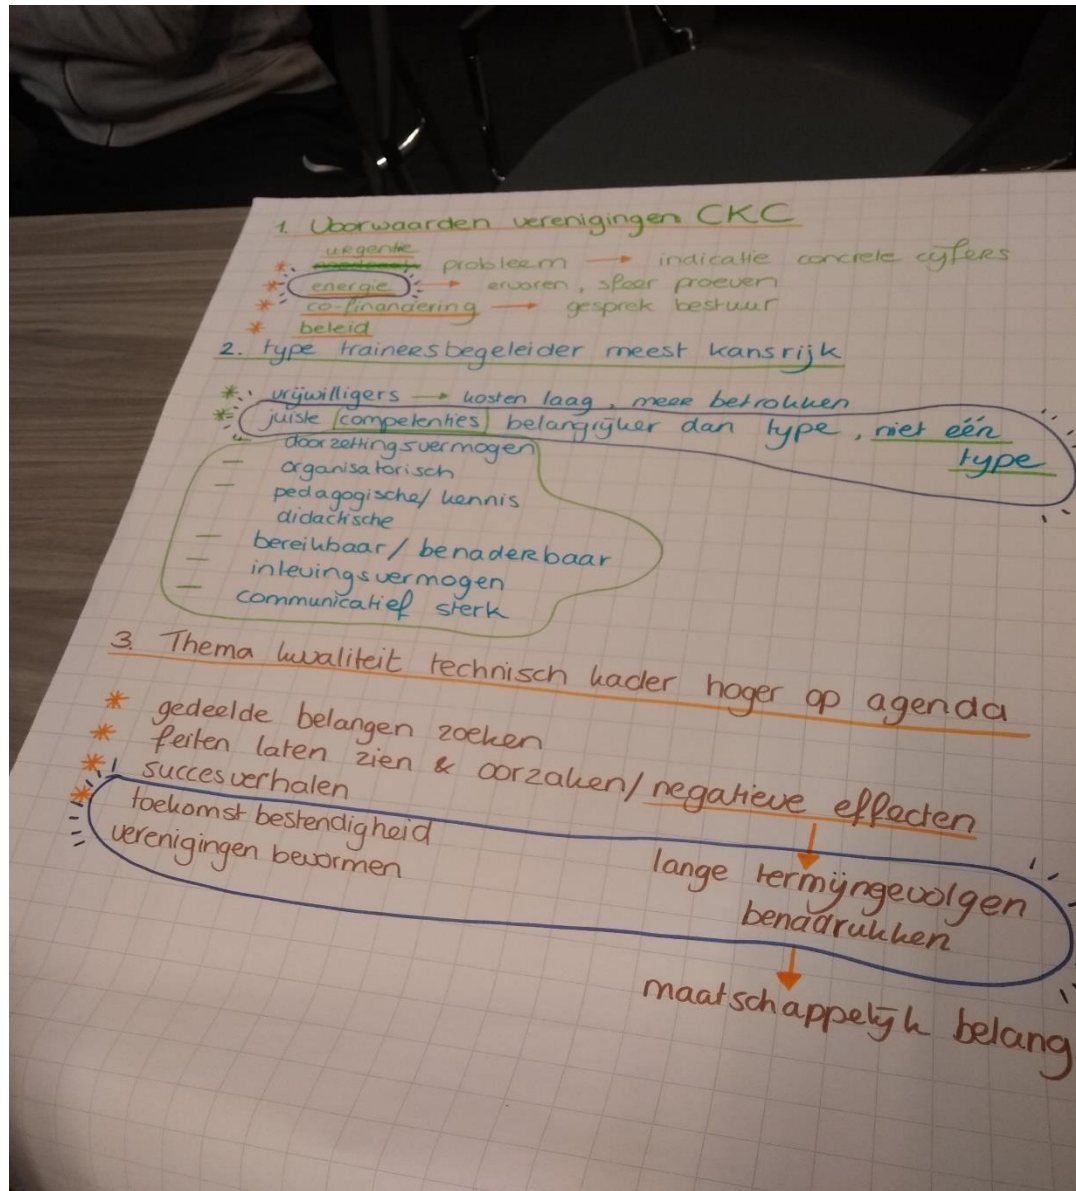 1. Voorwaarden verenigingen CKC
urgentie
* probleem → indicatie concrete cijfers
* energie → ervaren, sfeer proeven
* co-financiering → gesprek bestuur
* beleid
2. type trainersbegeleider meest kansrijk
* vrijwilligers → kosten laag, meer betrokken
* juiste competenties belangrijker dan type, niet één
type
- doorzettingsvermogen
- organisatorisch
- pedagogische/ kennis
didactische
- bereikbaar/ benaderbaar
- inlevingsvermogen
- communicatief sterk
3. Thema kwaliteit technisch kader hoger op agenda
* gedeelde belangen zoeken
* feiten laten zien & oorzaken/negatieve effecten
* succesverhalen
* toekomst bestendigheid
verenigingen bevormen
↓
lange termijngevolgen
benadrukken
↓
maatschappelijk belang